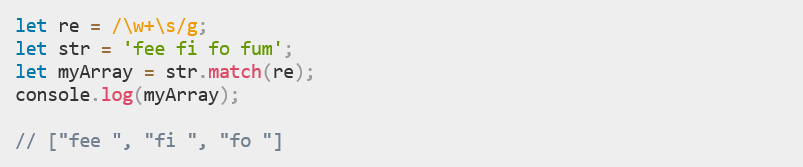 let re = /\w+\s/g;
let str = 'fee fi fo fum';
let myArray = str.match(re);
console.log(myArray);
// ["fee ", "fi ", "fo "]